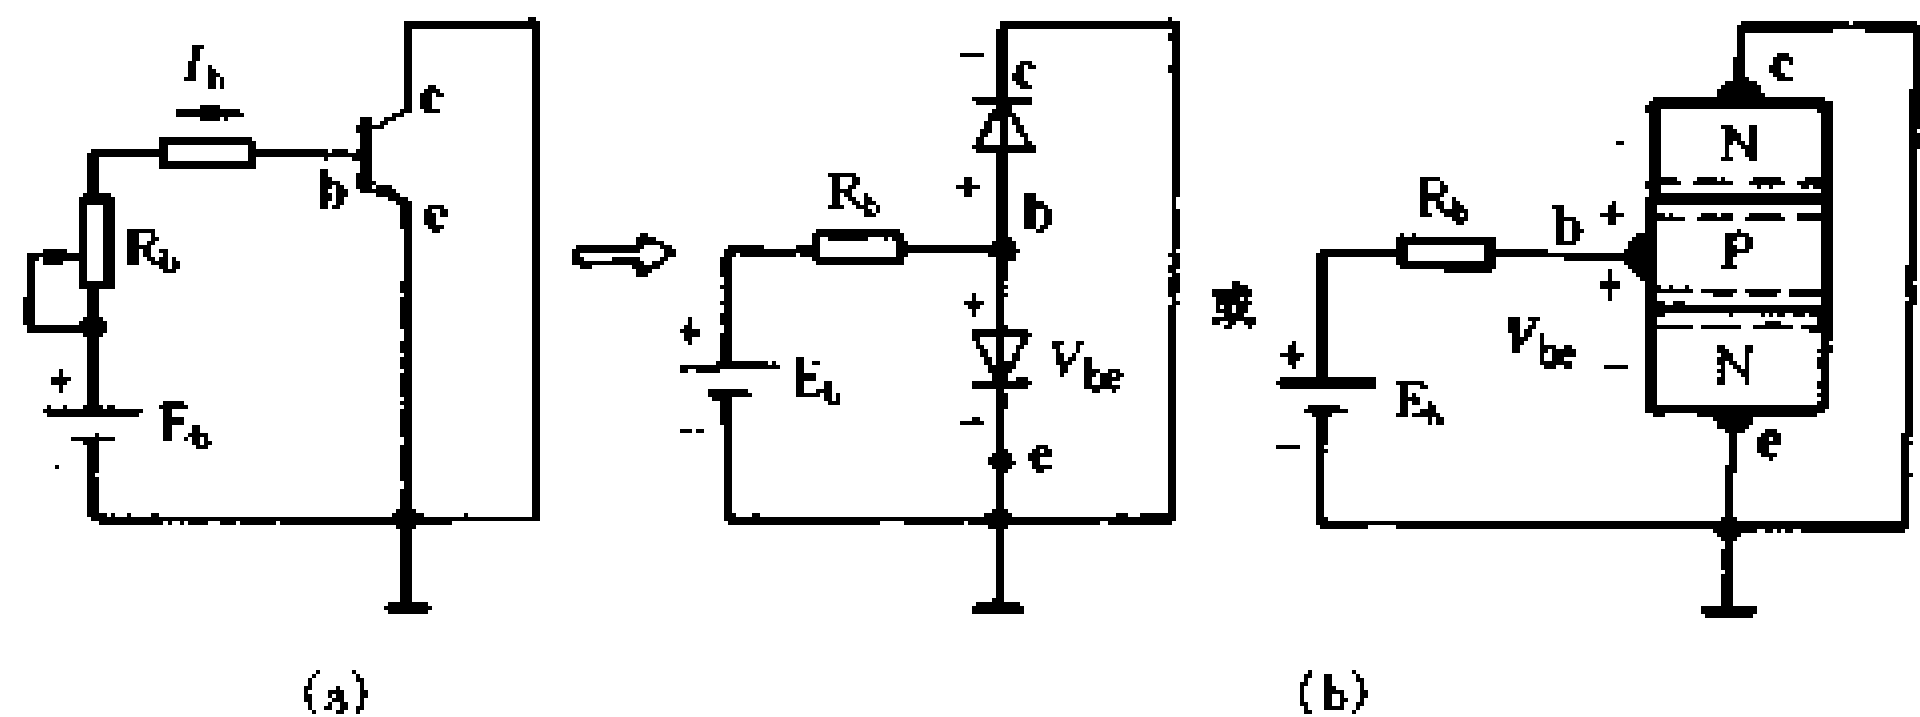 I_b
c
b
e
R_b
+
E_b
(a)
-
c
+
R_b
b
+
+
V_be
E_b
-
-
e
或
c
N
-
R_b
b
+
P
+
V_be
N
-
+
E_b
-
e
(b)